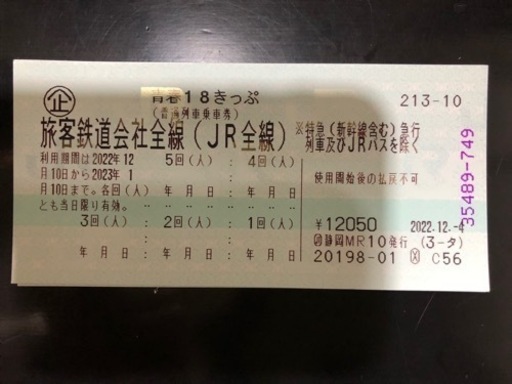 企 青春18きっぷ 213-10
(普通列車乗車券)
旅客鉄道会社全線(JR全線) ※特急(新幹線含む)急行
列車及びJRバスを除く
利用期間は2022年12 5回(人) : 4回(人)
月10日から2023年 1
月10日まで。各回(人) 年 月 日: 年 月 日
とも当日限り有効。
使用開始後の払戻不可
3回(人) : 2回(人) : 1回(人)
年 月 日: 年 月 日: 年 月 日
¥12050 2022.12.-4
静岡MR10発行 (3-タ)
20198-01 C56
35489-749